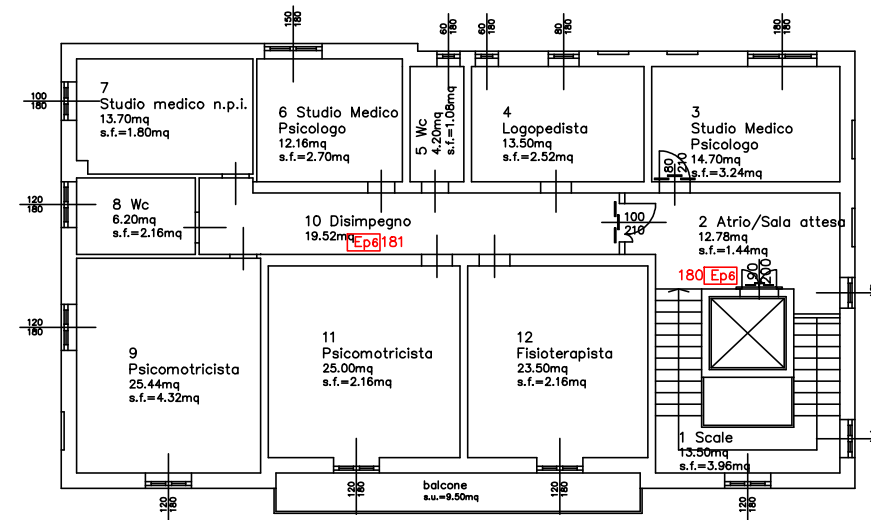 150
180
60
180
60
180
80
180
180
180
7
Studio medico n.p.i.
13.70mq
s.f.=1.80mq
6 Studio Medico
Psicologo
12.16mq
s.f.=2.70mq
5 Wc
4.20mq
s.f.=1.08mq
4
Logopedista
13.50mq
s.f.=2.52mq
3
Studio Medico
Psicologo
14.70mq
s.f.=3.24mq
100
180
80
210
120
180
8 Wc
6.20mq
s.f.=2.16mq
10 Disimpegno
19.52mq
Ep6 181
100
210
2 Atrio/Sala attesa
12.78mq
s.f.=1.44mq
180 Ep6
90
200
120
180
9
Psicomotricista
25.44mq
s.f.=4.32mq
11
Psicomotricista
25.00mq
s.f.=2.16mq
12
Fisioterapista
23.50mq
s.f.=2.16mq
1 Scale
13.50mq
s.f.=3.96mq
balcone
s.u.=9.50mq
120
180
120
180
120
180
120
180